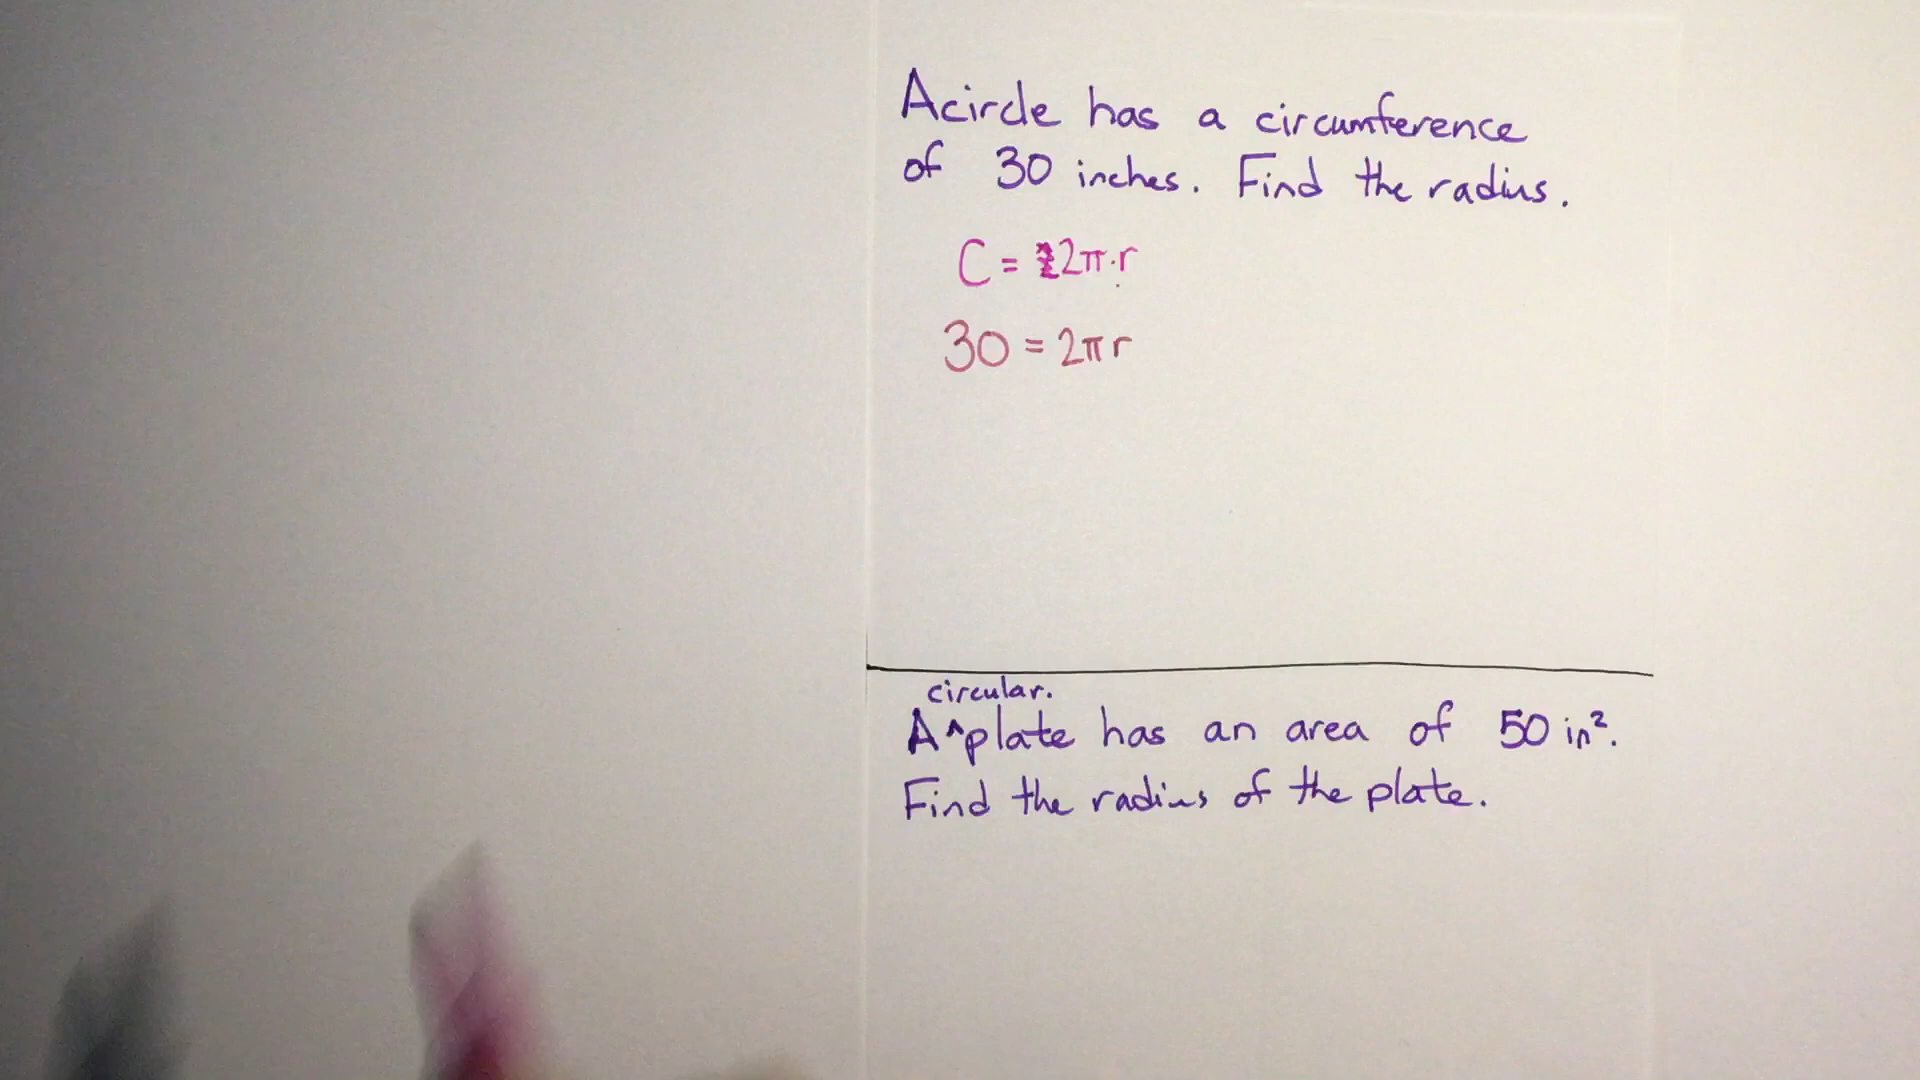 A circle has a circumference
of 30 inches. Find the radius.
C = 2π·r
30 = 2πr
circular.
A ^ plate has an area of 50 in².
Find the radius of the plate.